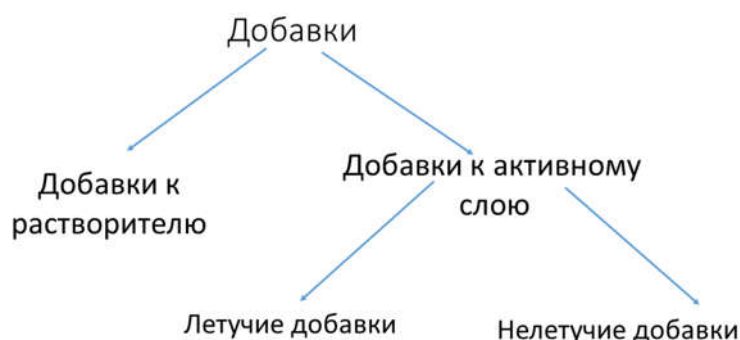 Добавки
Добавки к
растворителю
Добавки к активному
слою
Летучие добавки
Нелетучие добавки